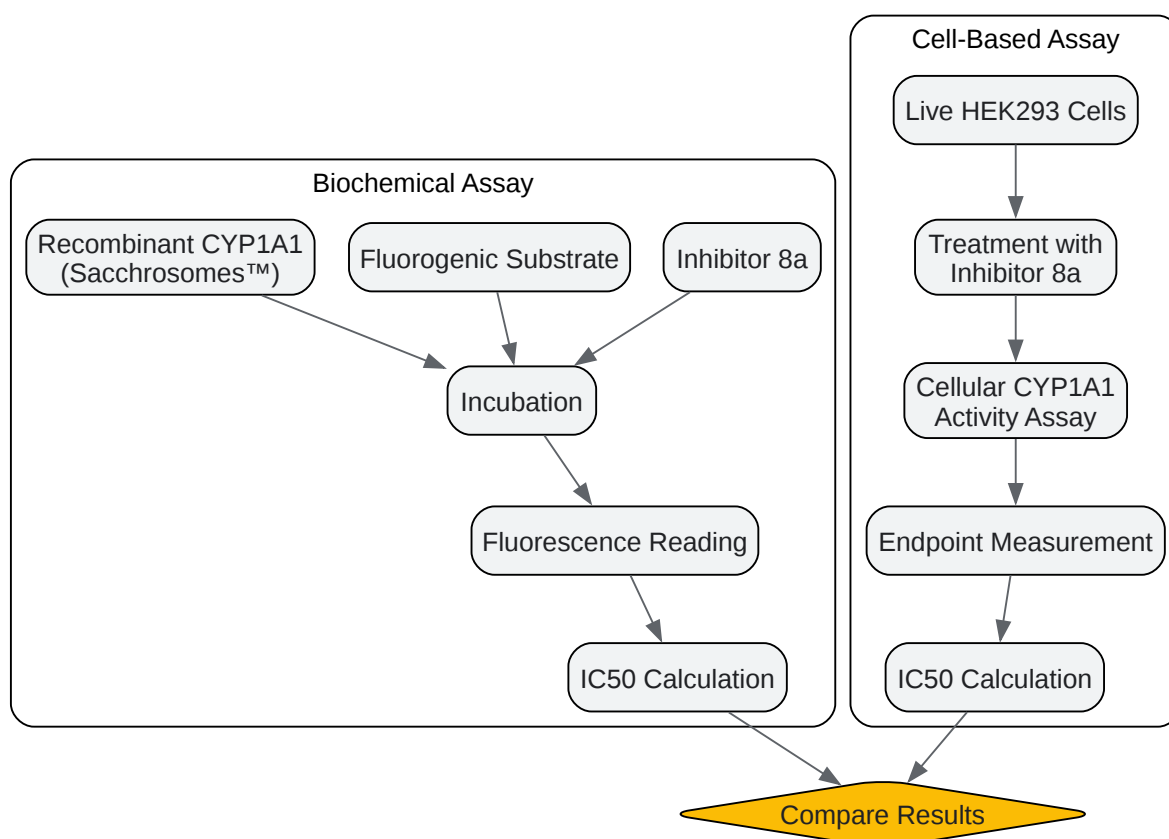 Biochemical Assay
Recombinant CYP1A1
(Sacchrosomes™)
Fluorogenic Substrate
Inhibitor 8a
Incubation
Fluorescence Reading
IC50 Calculation
Cell-Based Assay
Live HEK293 Cells
Treatment with
Inhibitor 8a
Cellular CYP1A1
Activity Assay
Endpoint Measurement
IC50 Calculation
Compare Results